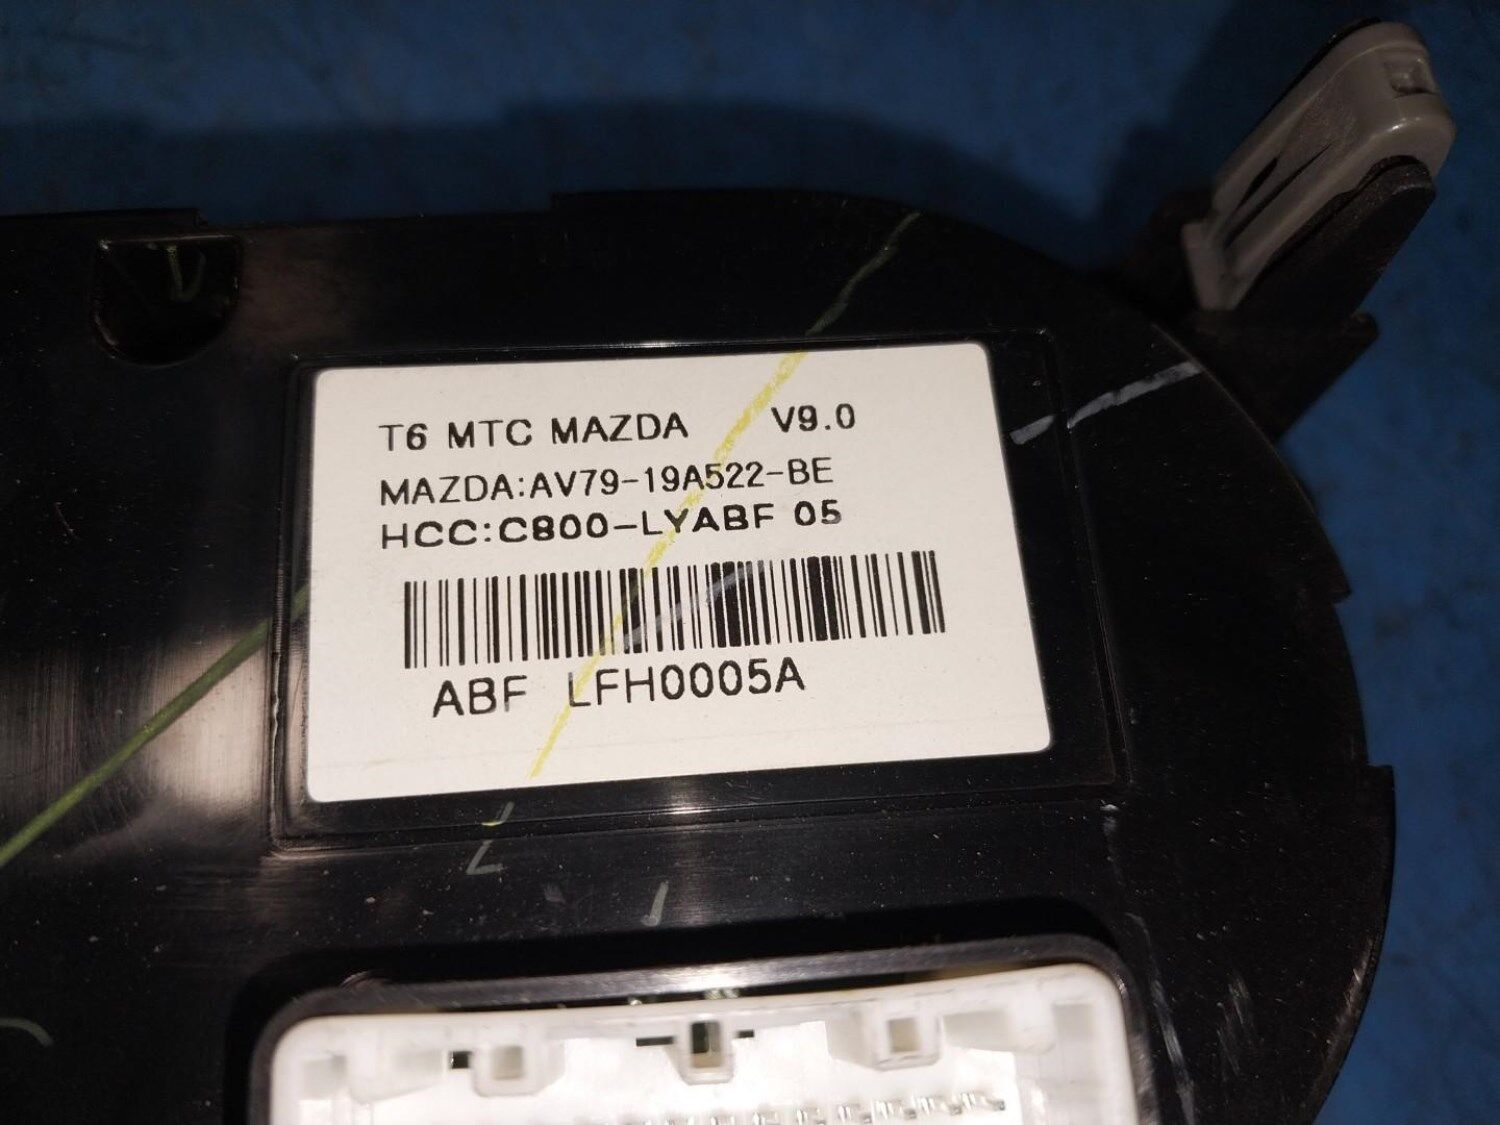 T6 MTC MAZDA V9.0
MAZDA:AV79-19A522-BE
HCC:C800-LYABF 05
ABF LFH0005A